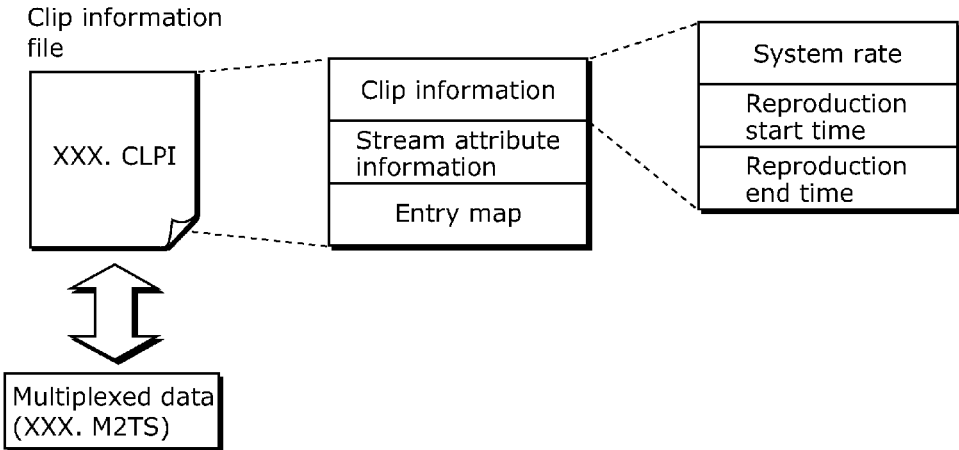 Clip information
file
XXX. CLPI
Multiplexed data
(XXX. M2TS)
Clip information
Stream attribute
information
Entry map
System rate
Reproduction
start time
Reproduction
end time